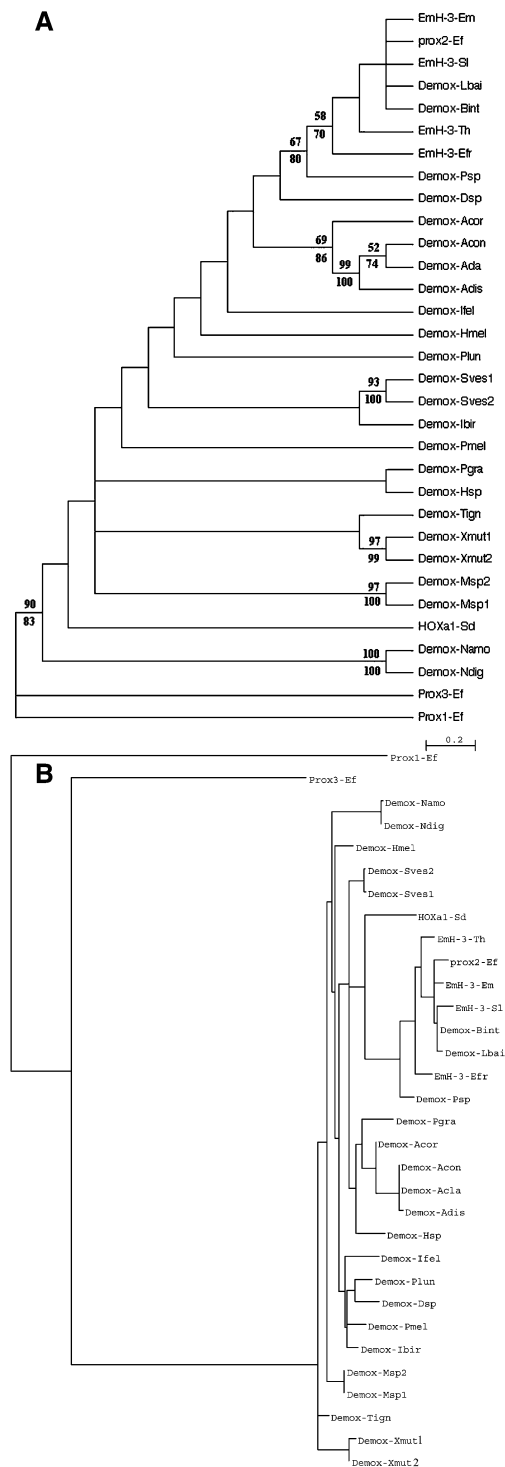 A
EmH-3-Em
prox2-Ef
EmH-3-Sl
Demox-Lbai
Demox-Bint
58
EmH-3-Th
70
67
EmH-3-Efr
80
Demox-Psp
Demox-Dsp
Demox-Acor
69
52
Demox-Acon
86
99
74
Demox-Ada
100
Demox-Adis
Demox-Ifel
Demox-Hmel
Demox-Plun
93
Demox-Sves1
100
Demox-Sves2
Demox-Ibir
Demox-Pmel
Demox-Pgra
Demox-Hsp
Demox-Tign
97
Demox-Xmut1
99
Demox-Xmut2
97
Demox-Msp2
100
Demox-Msp1
90
83
HOXa1-Sd
100
Demox-Namo
100
Demox-Ndig
Prox3-Ef
Prox1-Ef
0.2
B
Prox1-Ef
Prox3-Ef
Demox-Namo
Demox-Ndig
Demox-Hmel
Demox-Sves2
Demox-Sves1
HOXa1-Sd
EmH-3-Th
prox2-Ef
EmH-3-Em
EmH-3-Sl
Demox-Bint
Demox-Lbai
EmH-3-Efr
Demox-Psp
Demox-Pgra
Demox-Acor
Demox-Acon
Demox-Acla
Demox-Adis
Demox-Hsp
Demox-Ifel
Demox-Plun
Demox-Dsp
Demox-Pmel
Demox-Ibir
Demox-Msp2
Demox-Msp1
Demox-Tign
Demox-Xmut1
Demox-Xmut2